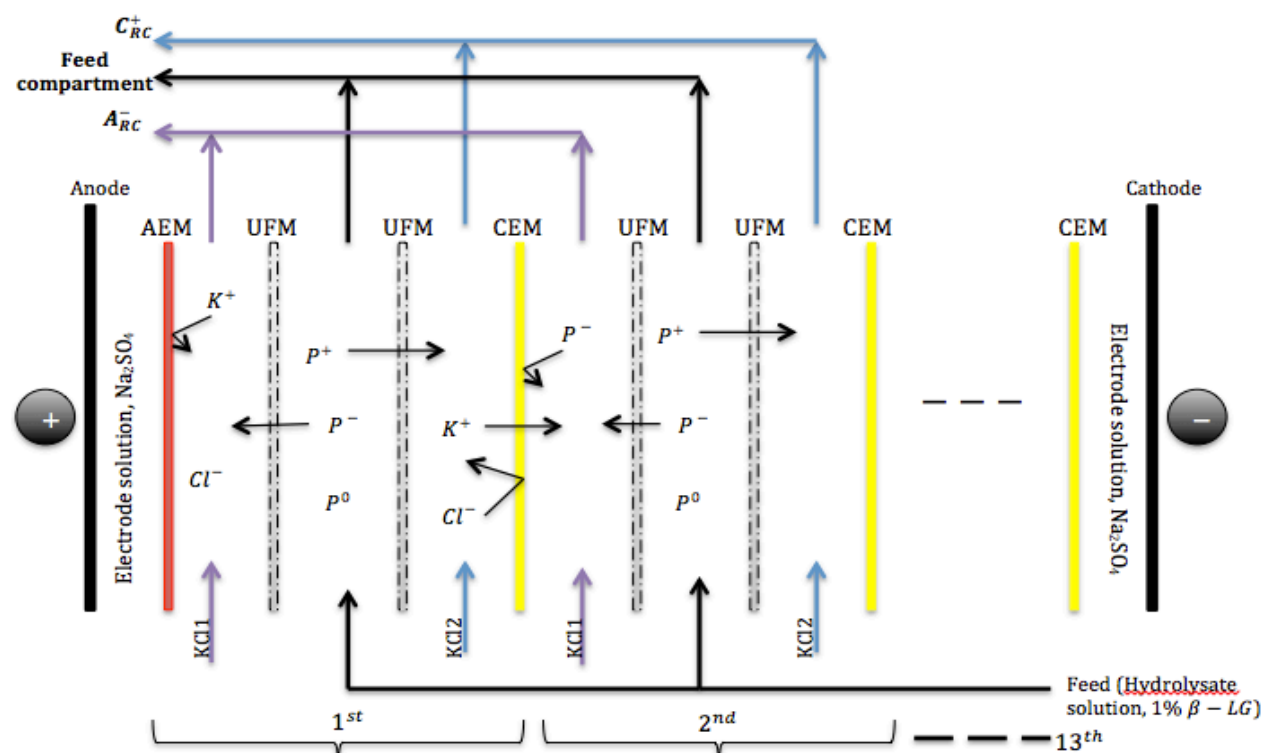 C⁺RC
Feed
compartment
A⁻RC
Anode
Cathode
AEM UFM UFM CEM UFM UFM CEM CEM
K⁺
P⁻ P⁺
P⁺
P⁻ K⁺ P⁻
+ −
Cl⁻ P⁰ Cl⁻ P⁰
Electrode solution, Na₂SO₄
Electrode solution, Na₂SO₄
KCl1 KCl2 KCl1 KCl2
Feed (Hydrolysate
solution, 1% β − LG)
1st 2nd
13th